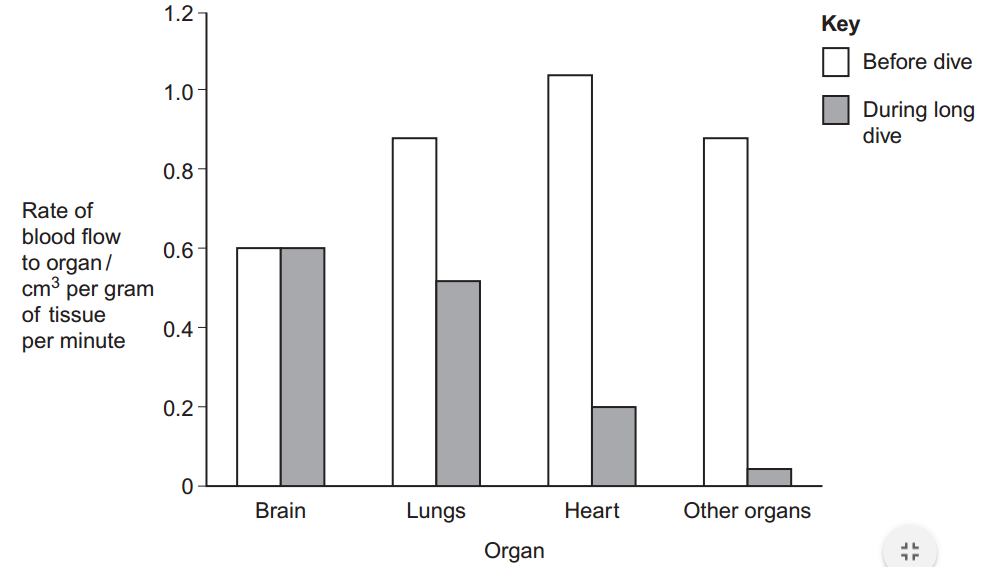 1.2
1.0
0.8
0.6
0.4
0.2
0
Rate of
blood flow
to organ /
cm³ per gram
of tissue
per minute
Brain
Lungs
Heart
Other organs
Organ
Key
Before dive
During long
dive